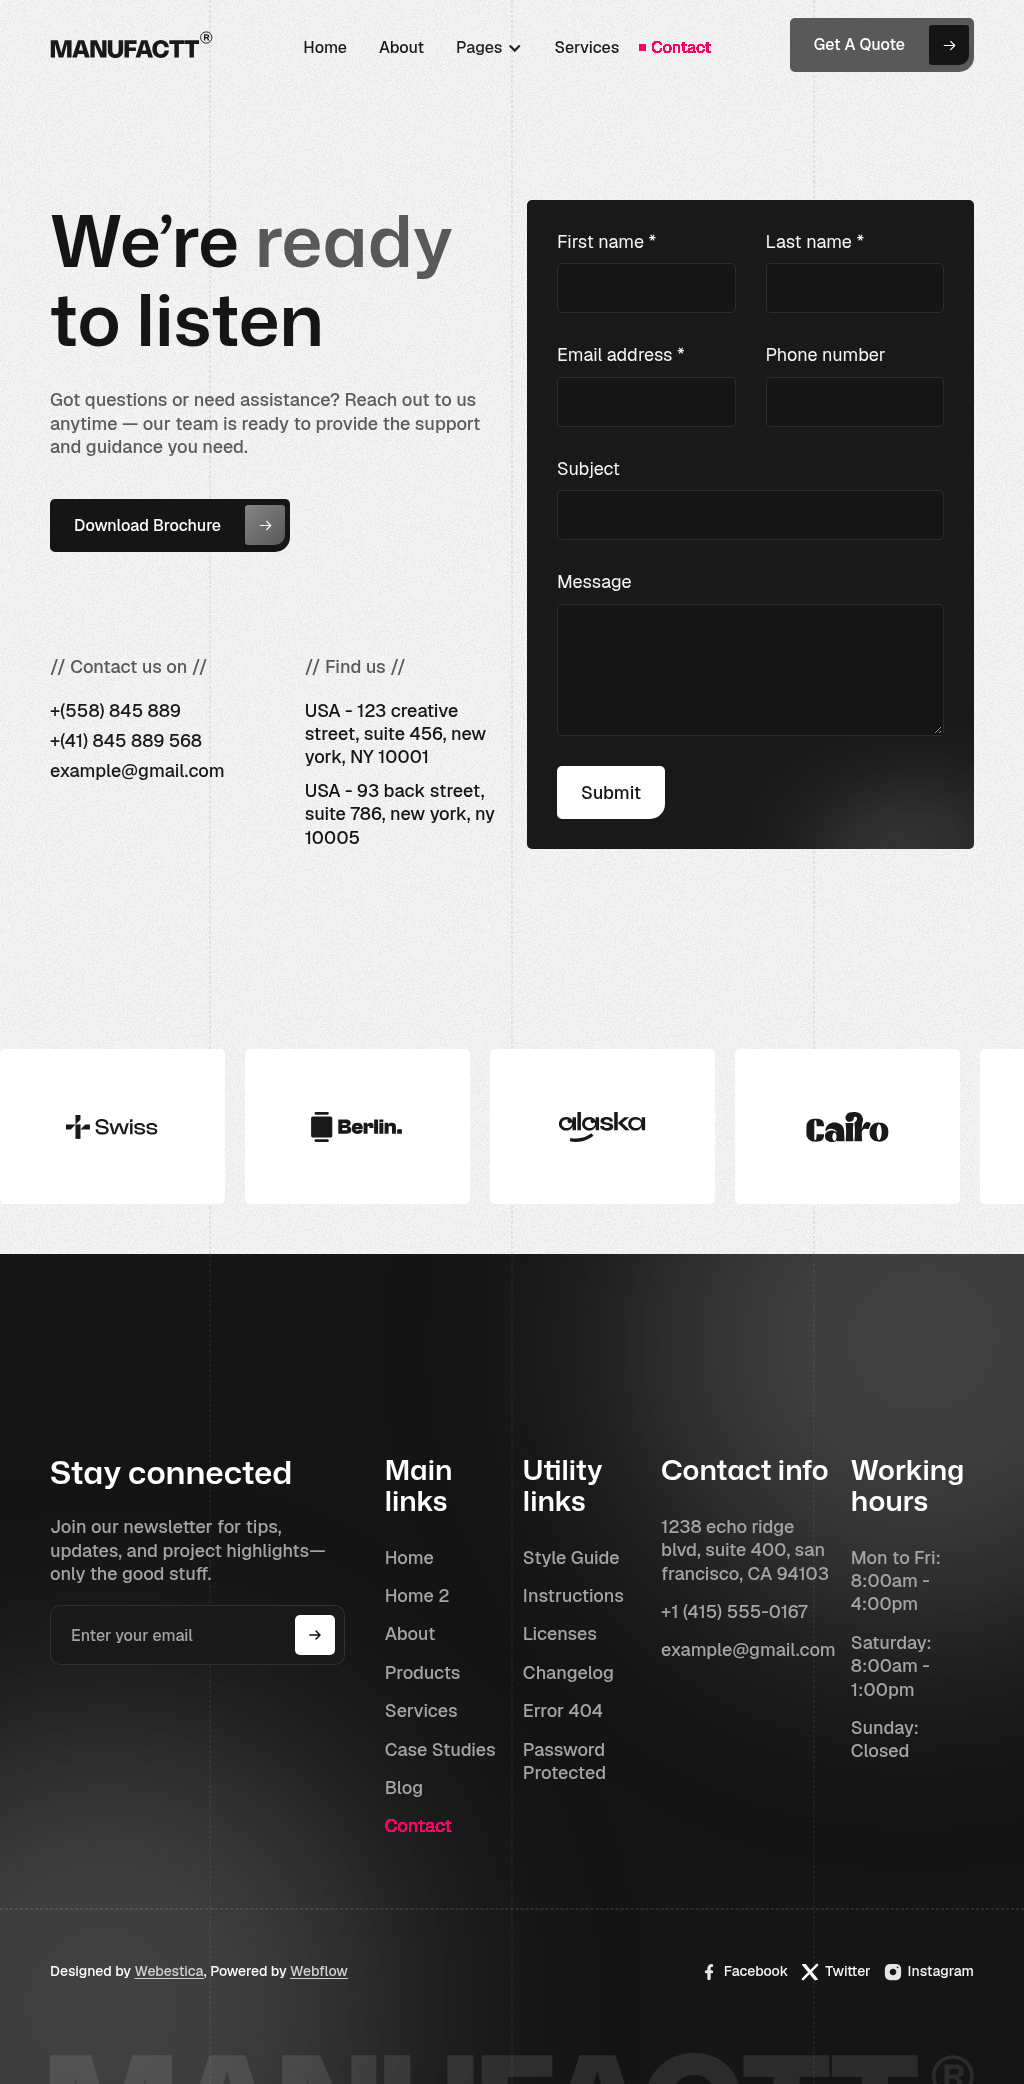 MANUFACTT®
Home About Pages Services Contact
Get A Quote
We’re ready
to listen
Got questions or need assistance? Reach out to us
anytime — our team is ready to provide the support
and guidance you need.
Download Brochure
// Contact us on //
+(558) 845 889
+(41) 845 889 568
example@gmail.com
// Find us //
USA - 123 creative
street, suite 456, new
york, NY 10001
USA - 93 back street,
suite 786, new york, ny
10005
First name *
Last name *
Email address *
Phone number
Subject
Message
Submit
Swiss
Berlin.
alaska
cairo
Stay connected
Join our newsletter for tips,
updates, and project highlights—
only the good stuff.
Enter your email
Main
links
Home
Home 2
About
Products
Services
Case Studies
Blog
Contact
Utility
links
Style Guide
Instructions
Licenses
Changelog
Error 404
Password
Protected
Contact info
1238 echo ridge
blvd, suite 400, san
francisco, CA 94103
+1 (415) 555-0167
example@gmail.com
Working
hours
Mon to Fri:
8:00am -
4:00pm
Saturday:
8:00am -
1:00pm
Sunday:
Closed
Designed by Webestica, Powered by Webflow
Facebook Twitter Instagram
MANUFACTT®